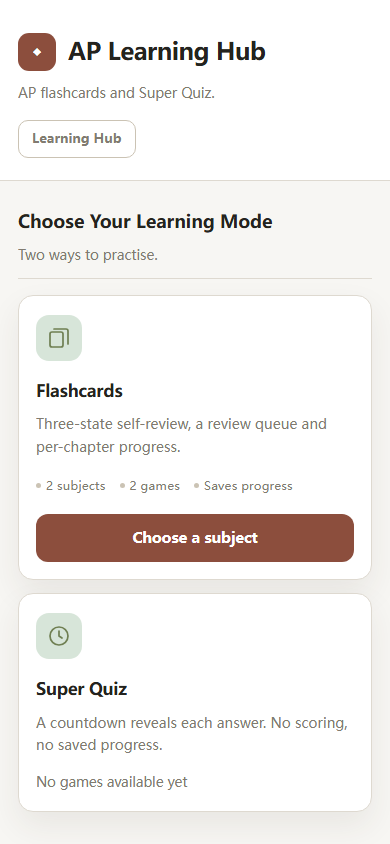 AP Learning Hub
AP flashcards and Super Quiz.
Learning Hub
Choose Your Learning Mode
Two ways to practise.
Flashcards
Three-state self-review, a review queue and
per-chapter progress.
2 subjects 2 games Saves progress
Choose a subject
Super Quiz
A countdown reveals each answer. No scoring,
no saved progress.
No games available yet